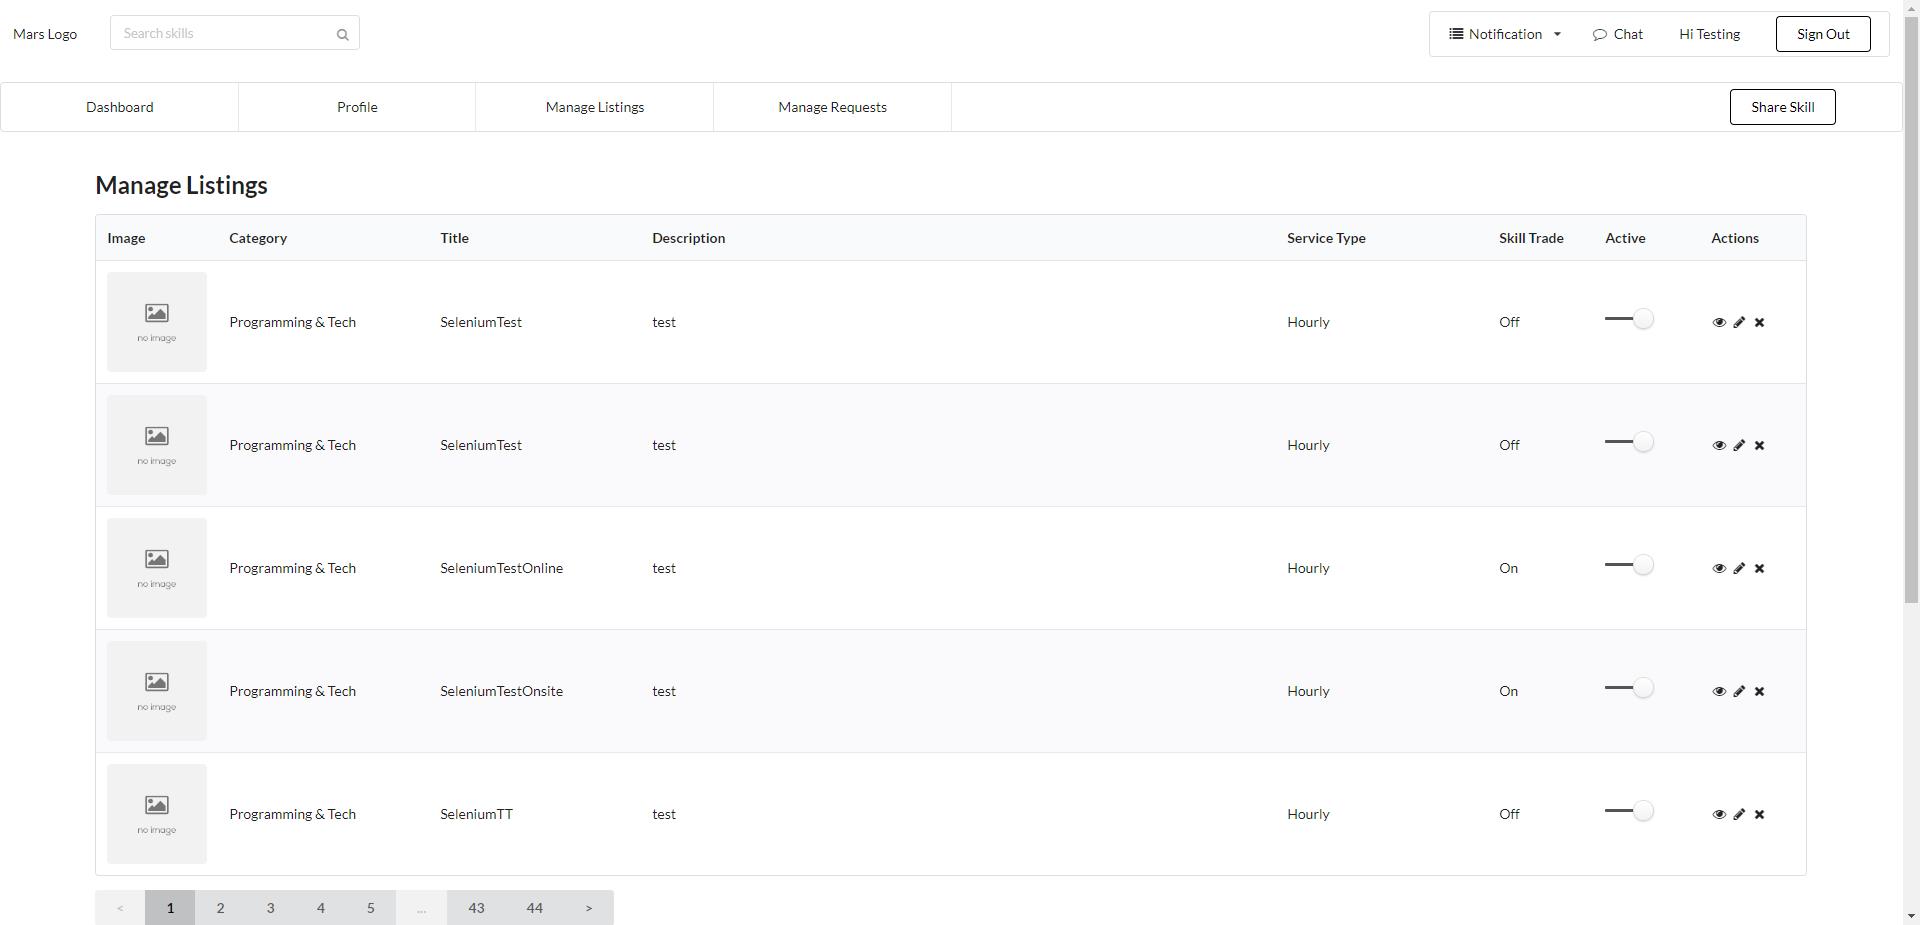 Mars Logo
Search skills
Notification
Chat
Hi Testing
Sign Out
Dashboard
Profile
Manage Listings
Manage Requests
Share Skill
Manage Listings
Image Category Title Description Service Type Skill Trade Active Actions
no image
Programming & Tech SeleniumTest test Hourly Off
no image
Programming & Tech SeleniumTest test Hourly Off
no image
Programming & Tech SeleniumTestOnline test Hourly On
no image
Programming & Tech SeleniumTestOnsite test Hourly On
no image
Programming & Tech SeleniumTT test Hourly Off
no image
< 1 2 3 4 5 ... 43 44 >